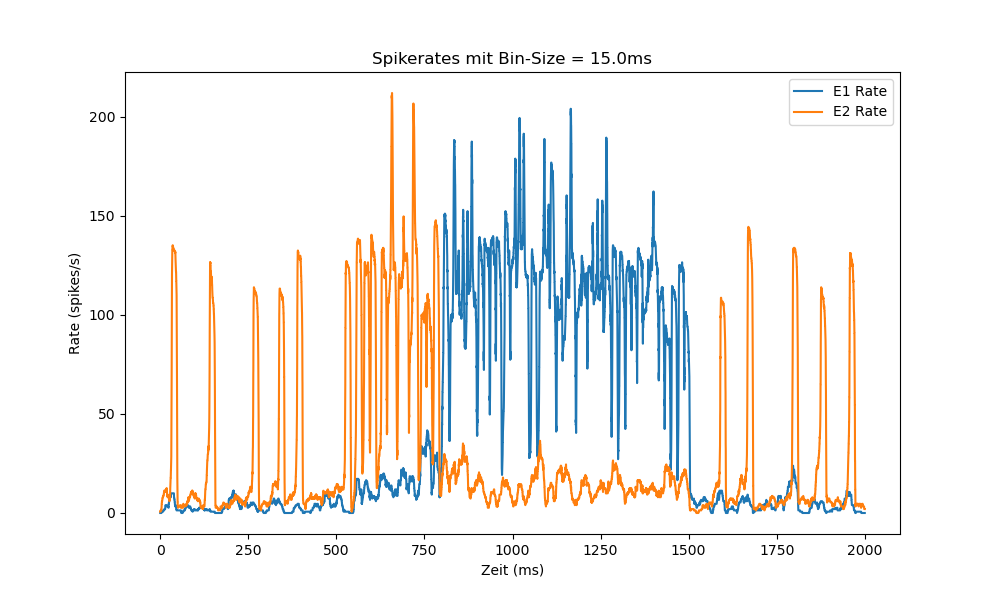 Spikerates mit Bin-Size = 15.0ms
E1 Rate
E2 Rate
200
150
100
50
0
Rate (spikes/s)
0 250 500 750 1000 1250 1500 1750 2000
Zeit (ms)